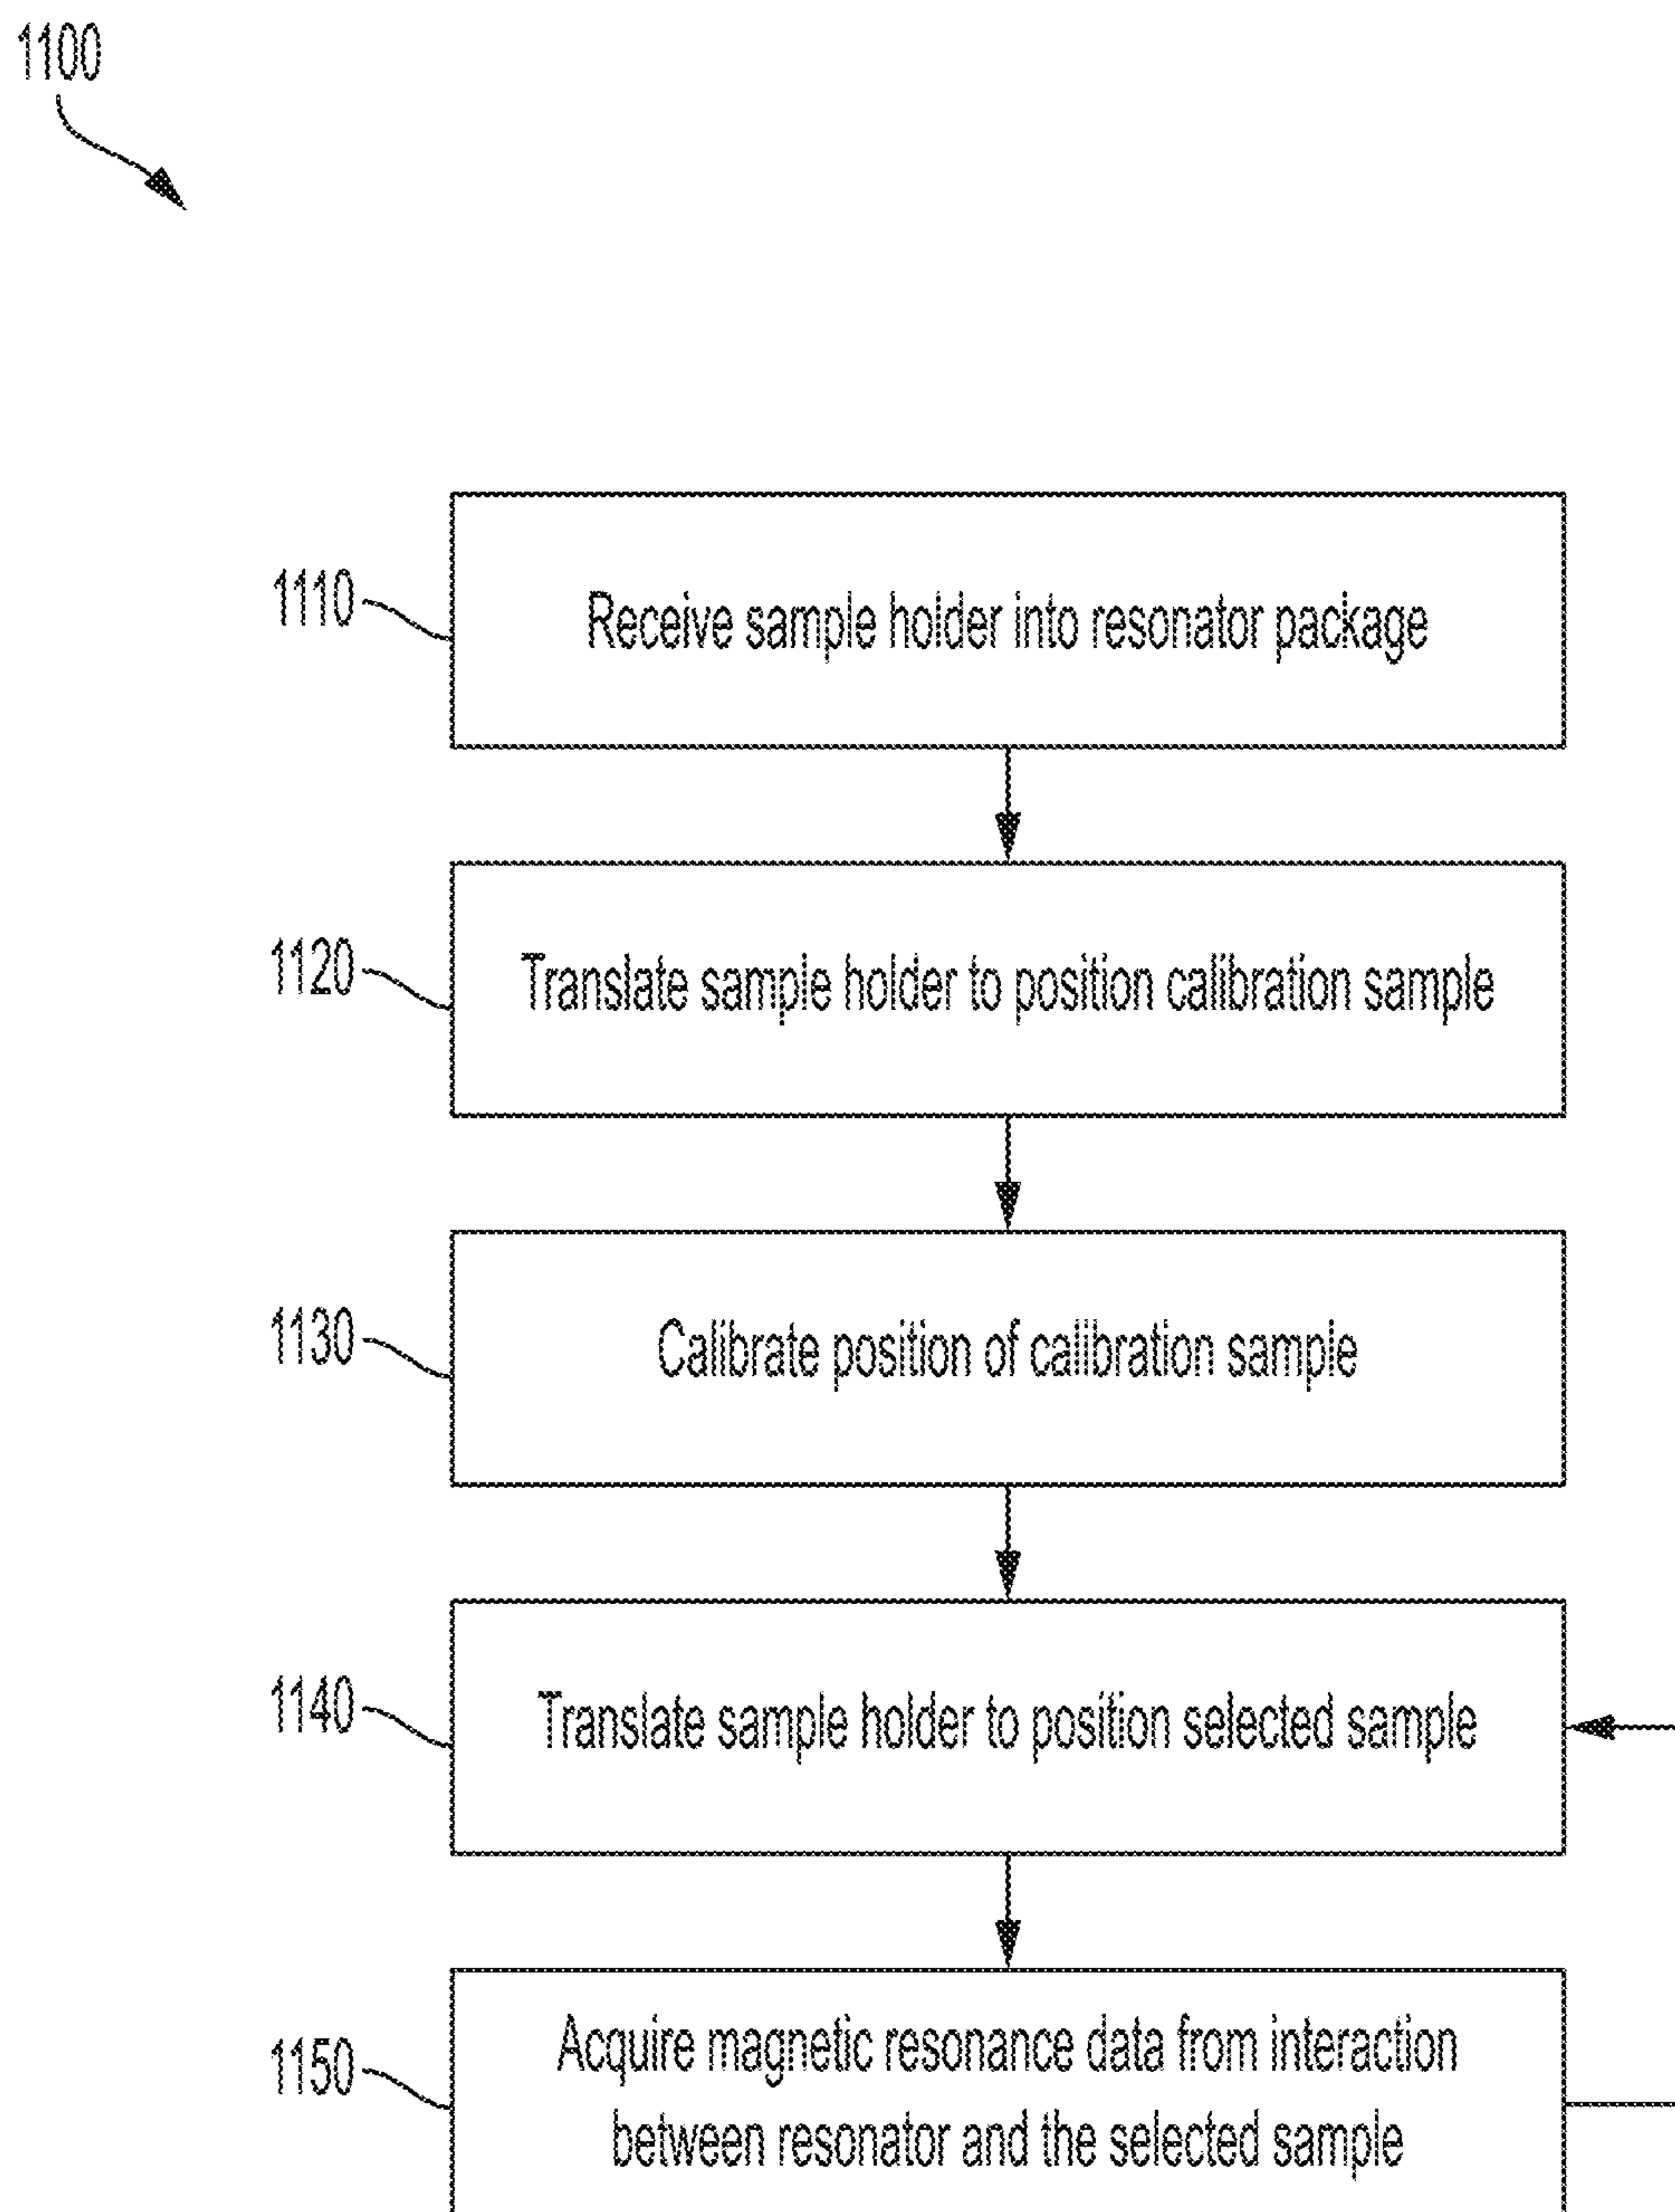 1100
1110
Receive sample holder into resonator package
1120
Translate sample holder to position calibration sample
1130
Calibrate position of calibration sample
1140
Translate sample holder to position selected sample
1150
Acquire magnetic resonance data from interaction
between resonator and the selected sample